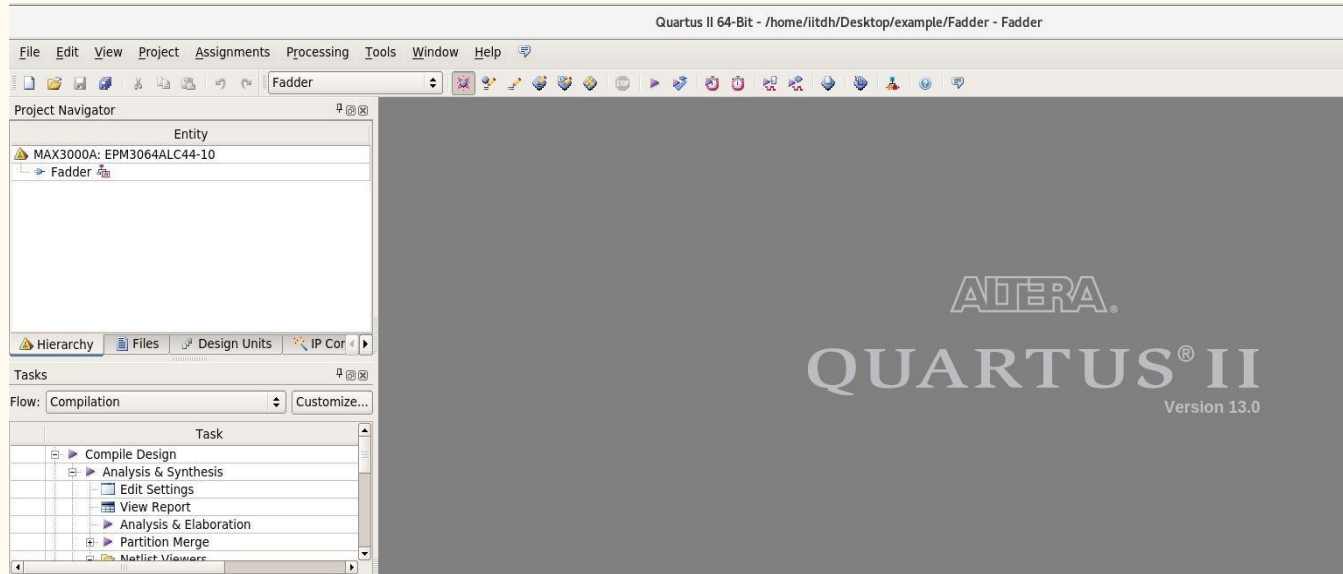 Quartus II 64-Bit - /home/iitdh/Desktop/example/Fadder - Fadder
File Edit View Project Assignments Processing Tools Window Help
Fadder
Project Navigator
Entity
MAX3000A: EPM3064ALC44-10
Fadder
Hierarchy Files Design Units IP Cor
Tasks
Flow: Compilation Customize...
Task
Compile Design
Analysis & Synthesis
Edit Settings
View Report
Analysis & Elaboration
Partition Merge
Netlist Viewers
ALTERA®
QUARTUS® II
Version 13.0